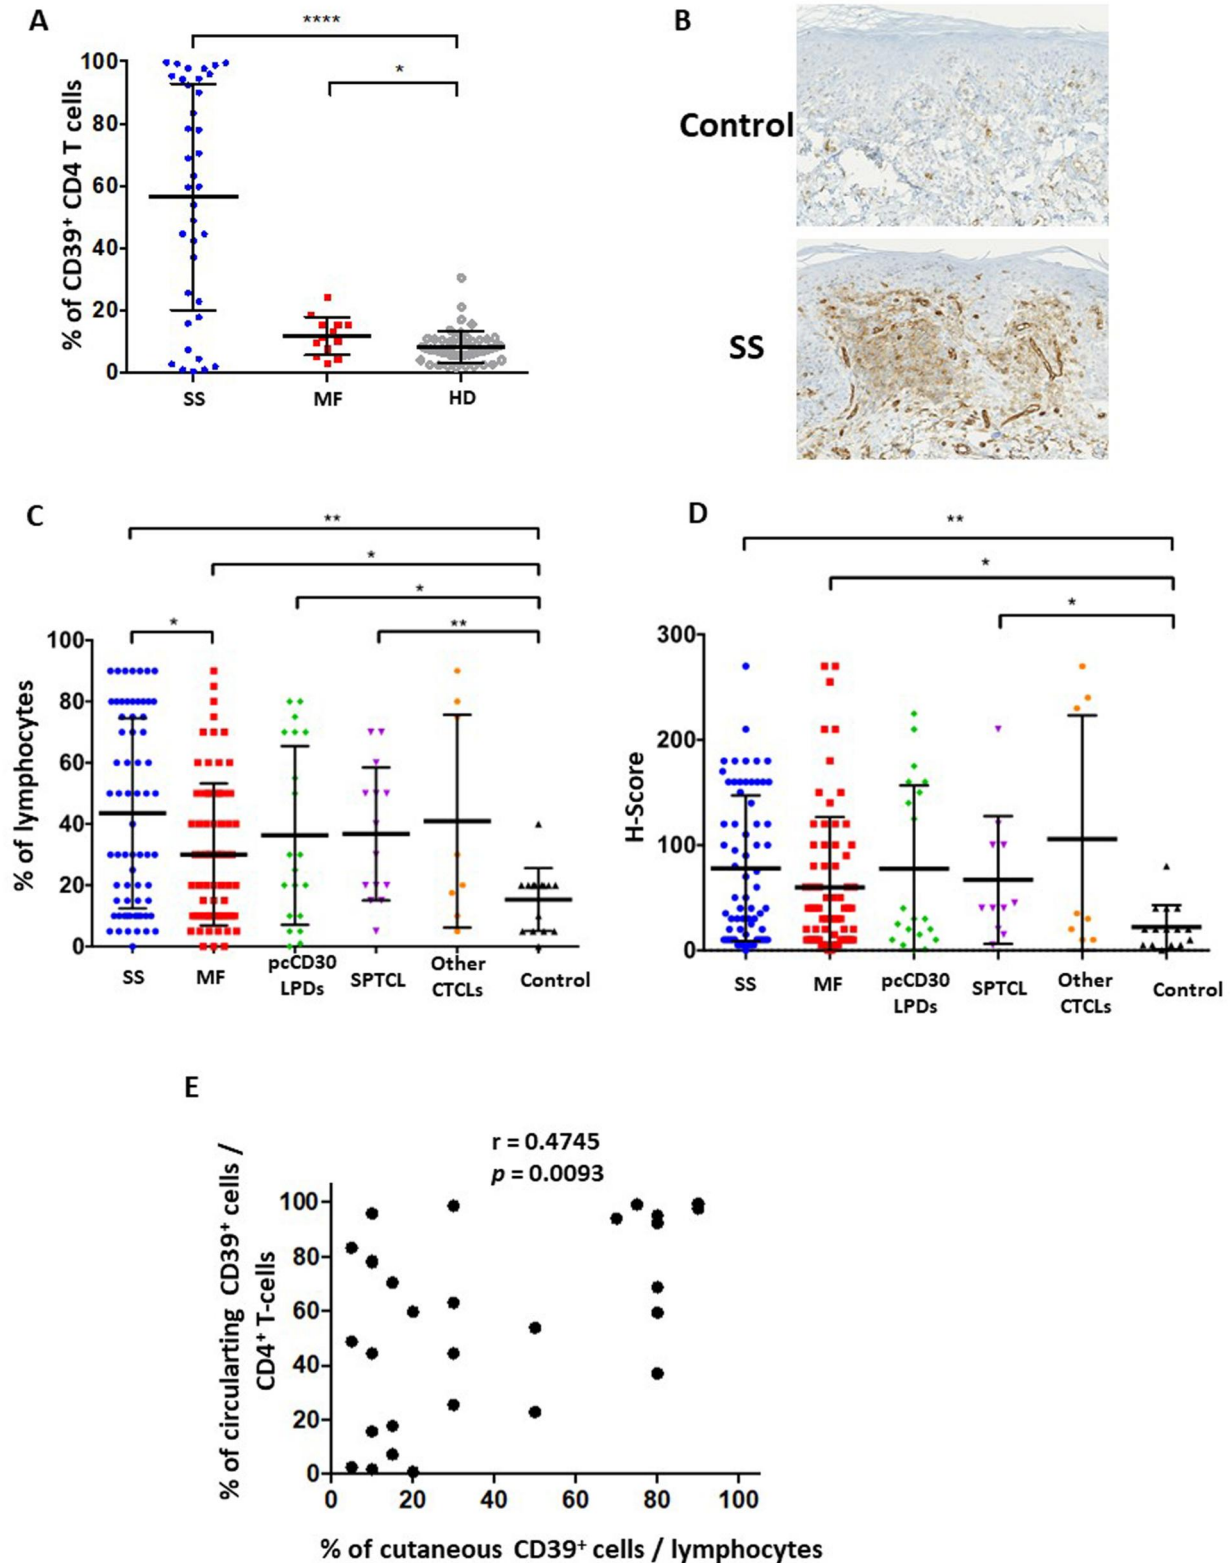 A
****
*
% of CD39⁺ CD4 T cells
100
80
60
40
20
0
SS
MF
HD
B
Control
SS
C
**
*
*
**
*
% of lymphocytes
100
80
60
40
20
0
SS
MF
pcCD30
LPDs
SPTCL
Other
CTCLs
Control
D
**
*
*
H-Score
300
200
100
0
SS
MF
pcCD30
LPDs
SPTCL
Other
CTCLs
Control
E
r = 0.4745
p = 0.0093
% of circularting CD39⁺ cells /
CD4⁺ T-cells
100
80
60
40
20
0
0 20 40 60 80 100
% of cutaneous CD39⁺ cells / lymphocytes